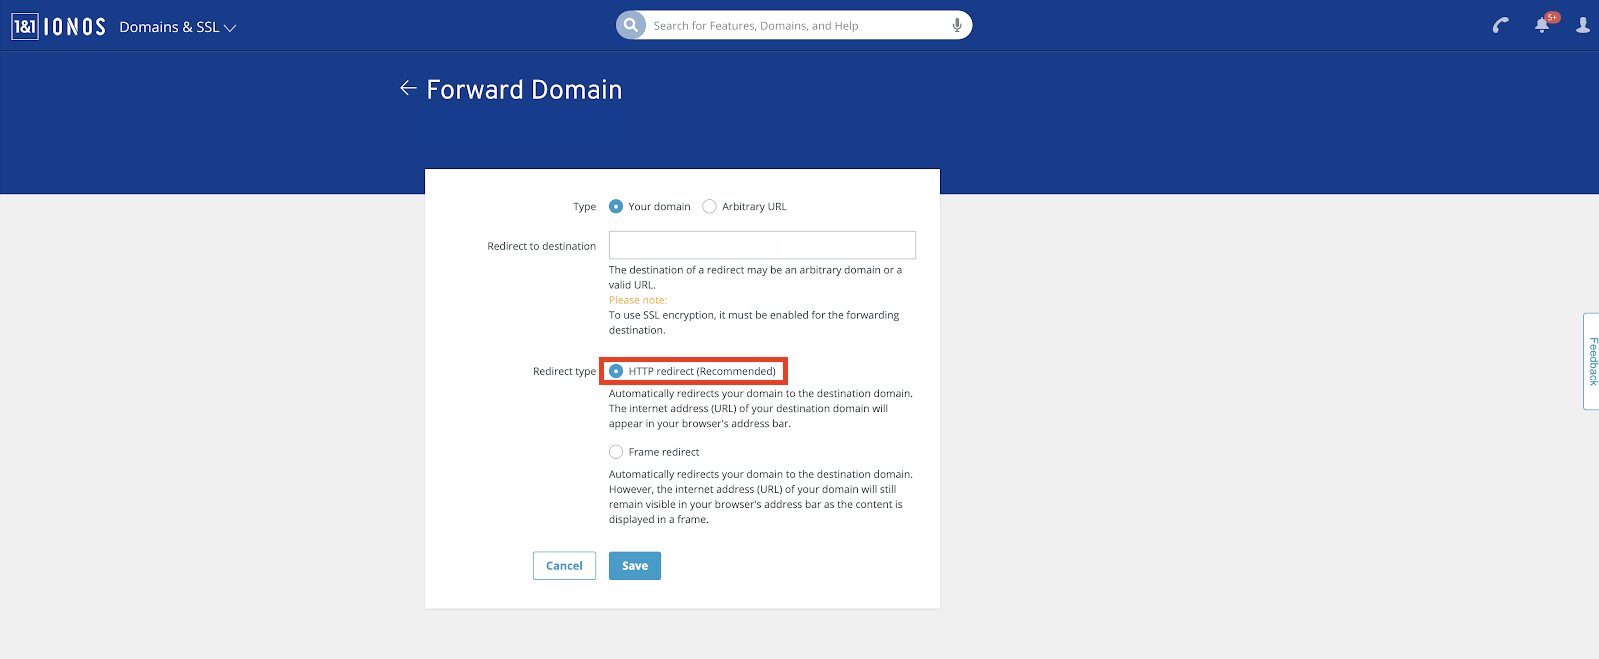 1&1 IONOS Domains & SSL Search for Features, Domains, and Help 5+
Forward Domain
Type Your domain Arbitrary URL
Redirect to destination
The destination of a redirect may be an arbitrary domain or a
valid URL.
Please note:
To use SSL encryption, it must be enabled for the forwarding
destination.
Redirect type HTTP redirect (Recommended)
Automatically redirects your domain to the destination domain.
The internet address (URL) of your destination domain will
appear in your browser's address bar.
Frame redirect
Automatically redirects your domain to the destination domain.
However, the internet address (URL) of your domain will still
remain visible in your browser's address bar as the content is
displayed in a frame.
Cancel Save
Feedback